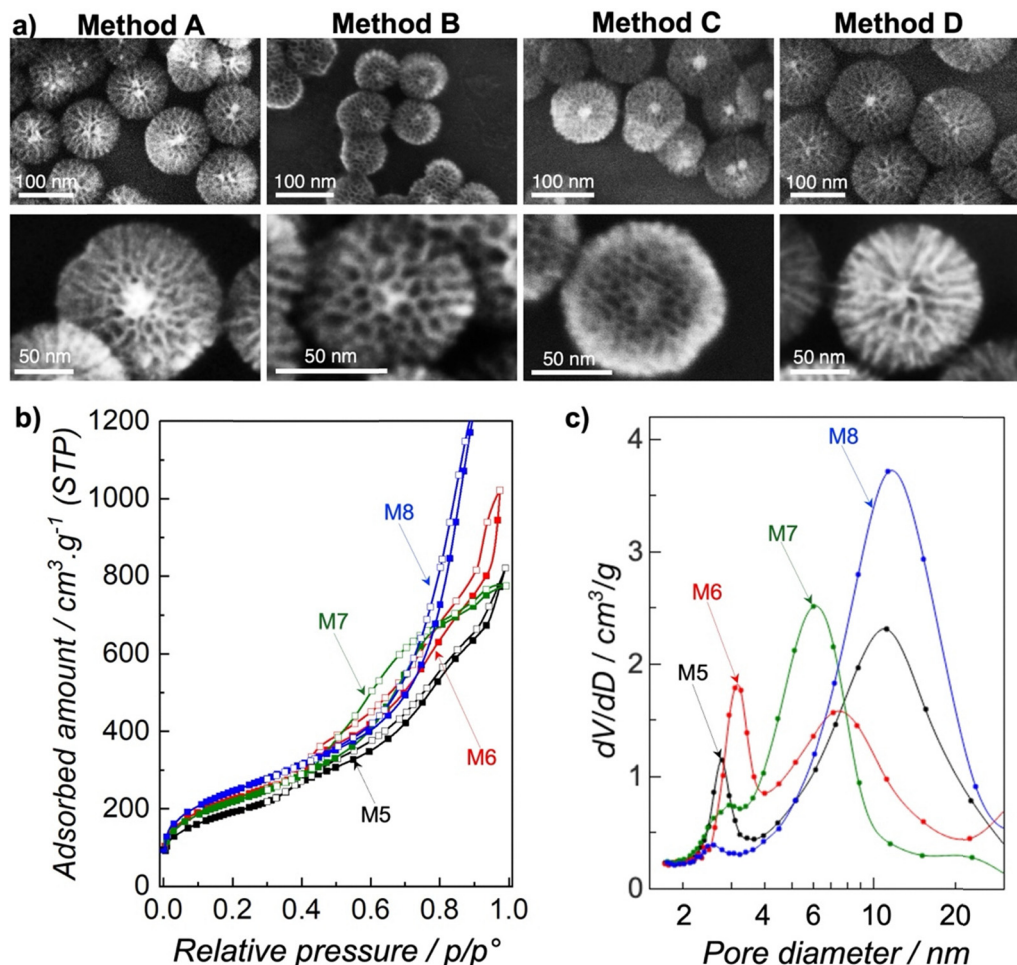 a) Method A Method B Method C Method D
100 nm 100 nm 100 nm 100 nm
50 nm 50 nm 50 nm 50 nm
b)
Adsorbed amount / cm³.g⁻¹ (STP)
1200
1000
800
600
400
200
0
M8
M7
M6
M5
0.0 0.2 0.4 0.6 0.8 1.0
Relative pressure / p/p°
c)
dV/dD / cm³/g
4
3
2
1
0
M8
M7
M6
M5
2 4 6 10
Pore diameter / nm